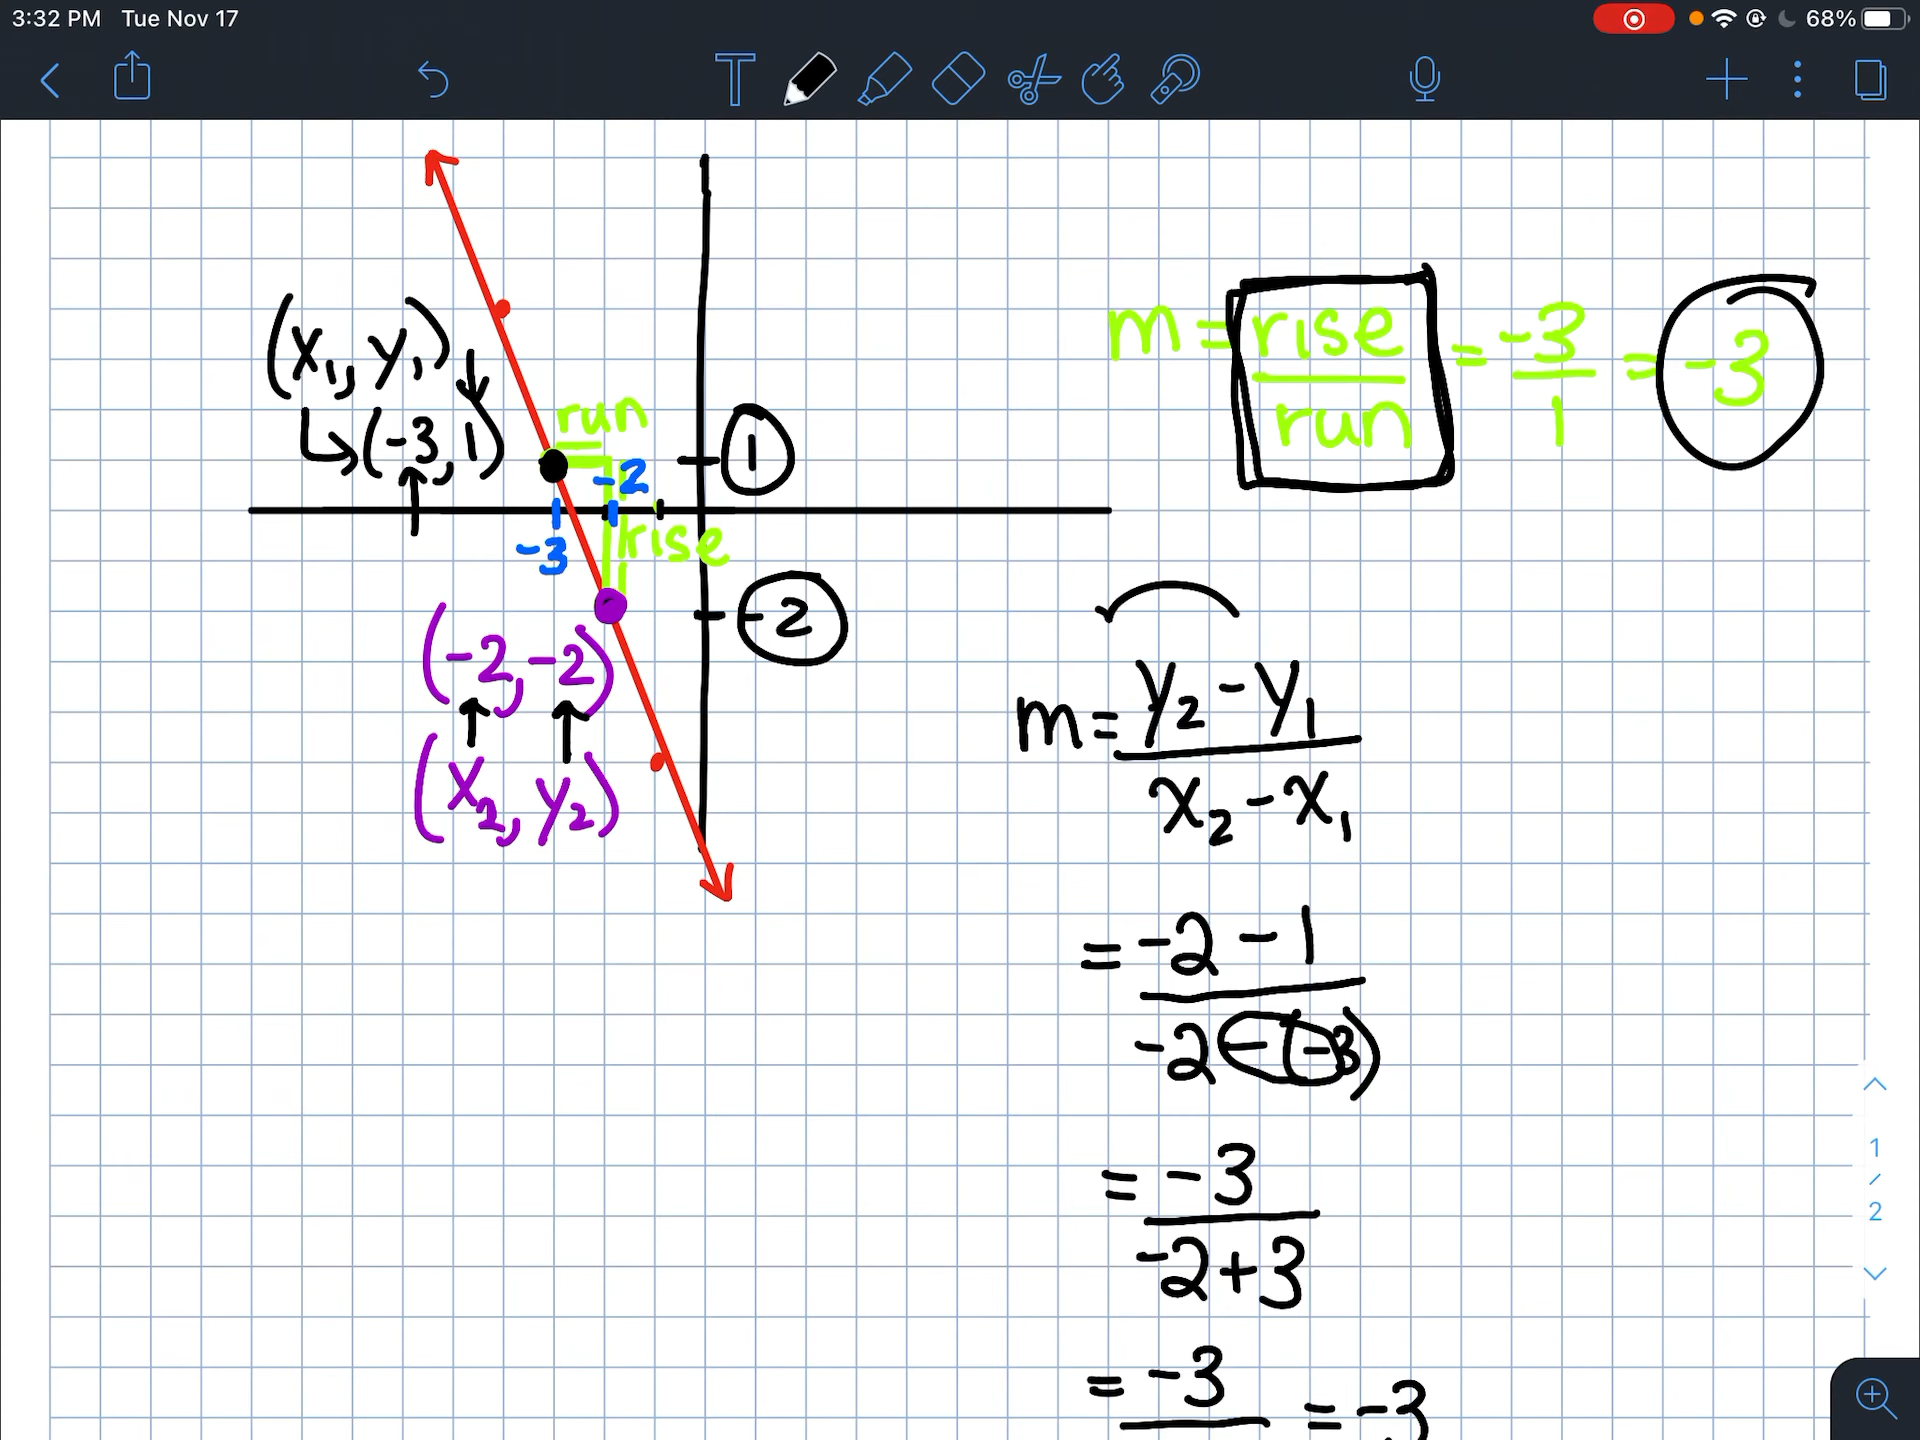 3:32 PM Tue Nov 17
68%
(x₁, y₁)
(-3, 1)
run
-2
1
-3
rise
-2
(-2, -2)
(x₂, y₂)
m = rise/run = -3/1 = -3
m = y₂ - y₁
x₂ - x₁
= -2 - 1
-2 - (-3)
= -3
-2 + 3
= -3 = -3
1
/
2